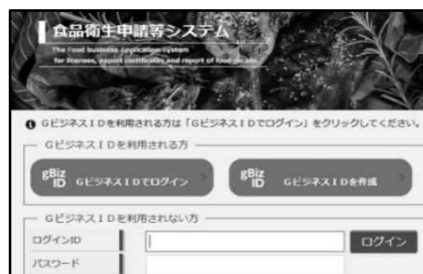 食品衛生申請等システム
The Food business Application System
for licenses, export certificates and report of food
GビジネスIDを利用される方は「GビジネスIDでログイン」をクリックしてください。
GビジネスIDを利用される方
gBiz ID GビジネスIDでログイン
gBiz ID GビジネスIDを作成
GビジネスIDを利用されない方
ログインID
ログイン
パスワード